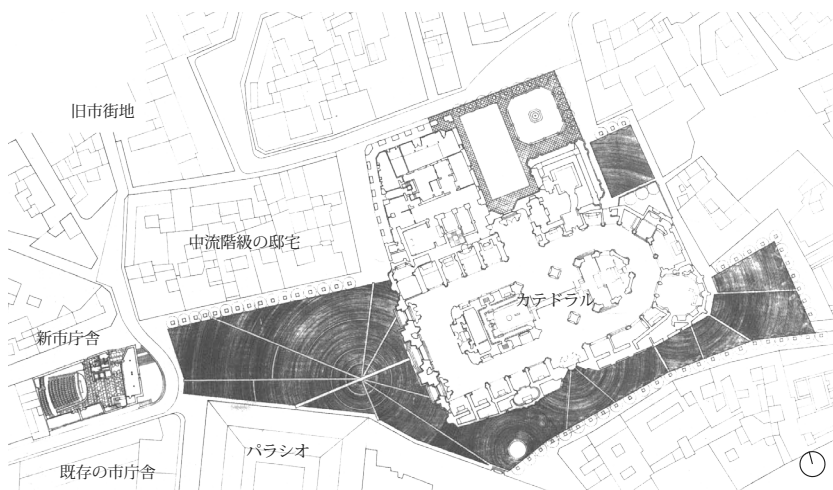 旧市街地
中流階級の邸宅
カテドラル
新市庁舎
パラシオ
既存の市庁舎